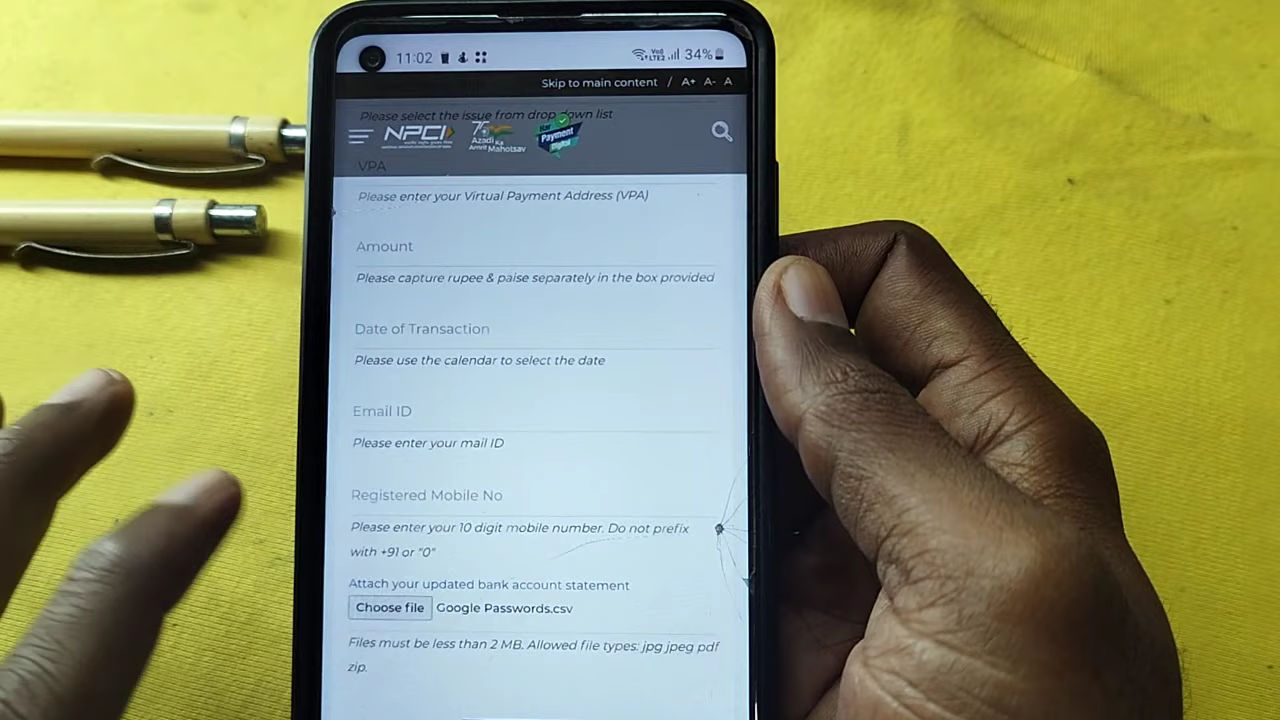 11:02
Vo)) LTE2 34%
Skip to main content / A+ A- A
Please select the issue from drop down list
NPCI
75 Azadi Ka Amrit Mahotsav
Har Payment Digital
VPA
Please enter your Virtual Payment Address (VPA)
Amount
Please capture rupee & paise separately in the box provided
Date of Transaction
Please use the calendar to select the date
Email ID
Please enter your mail ID
Registered Mobile No
Please enter your 10 digit mobile number. Do not prefix
with +91 or "0"
Attach your updated bank account statement
Choose file Google Passwords.csv
Files must be less than 2 MB. Allowed file types: jpg jpeg pdf
zip.